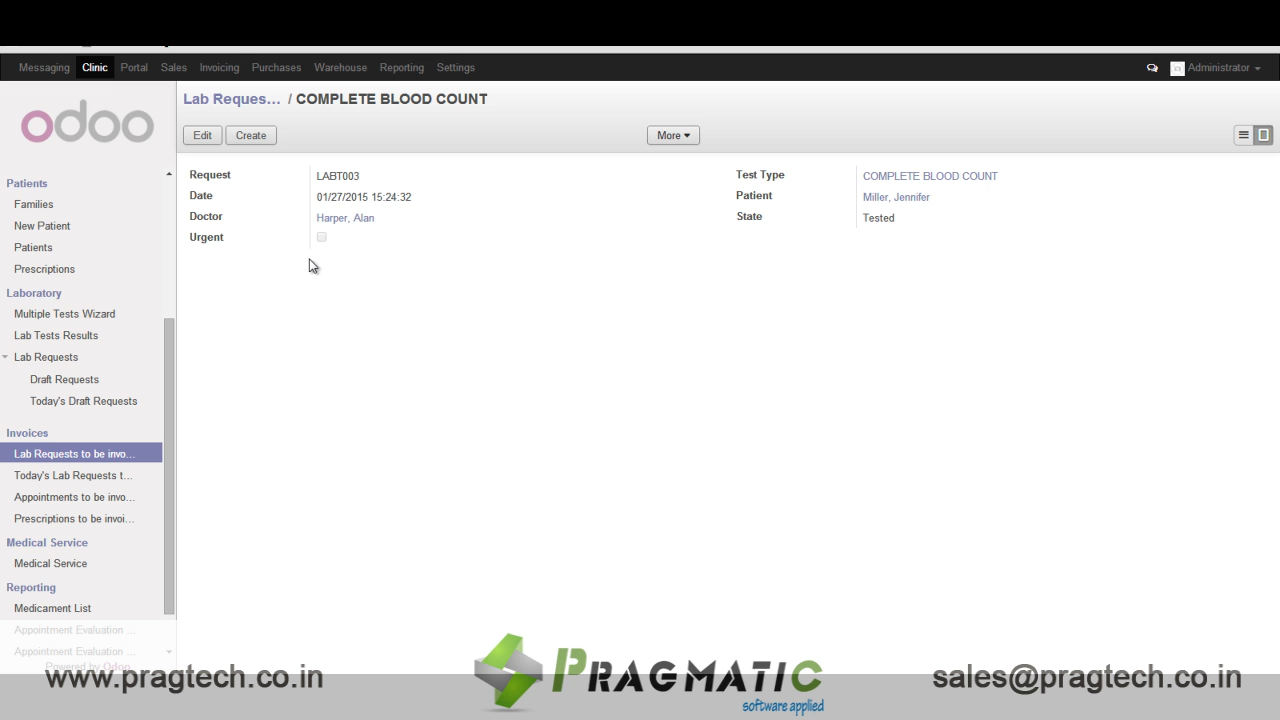 Messaging Clinic Portal Sales Invoicing Purchases Warehouse Reporting Settings Administrator
odoo
Lab Reques... / COMPLETE BLOOD COUNT
Edit Create More
Patients
Families
New Patient
Patients
Prescriptions
Laboratory
Multiple Tests Wizard
Lab Tests Results
Lab Requests
Draft Requests
Today's Draft Requests
Invoices
Lab Requests to be invo...
Today's Lab Requests t...
Appointments to be invo...
Prescriptions to be invoi...
Medical Service
Medical Service
Reporting
Medicament List
Appointment Evaluation ...
Appointment Evaluation ...
Powered by Odoo
Request LABT003
Date 01/27/2015 15:24:32
Doctor Harper, Alan
Urgent
Test Type COMPLETE BLOOD COUNT
Patient Miller, Jennifer
State Tested
www.pragtech.co.in
PRAGMATIC
software applied
sales@pragtech.co.in